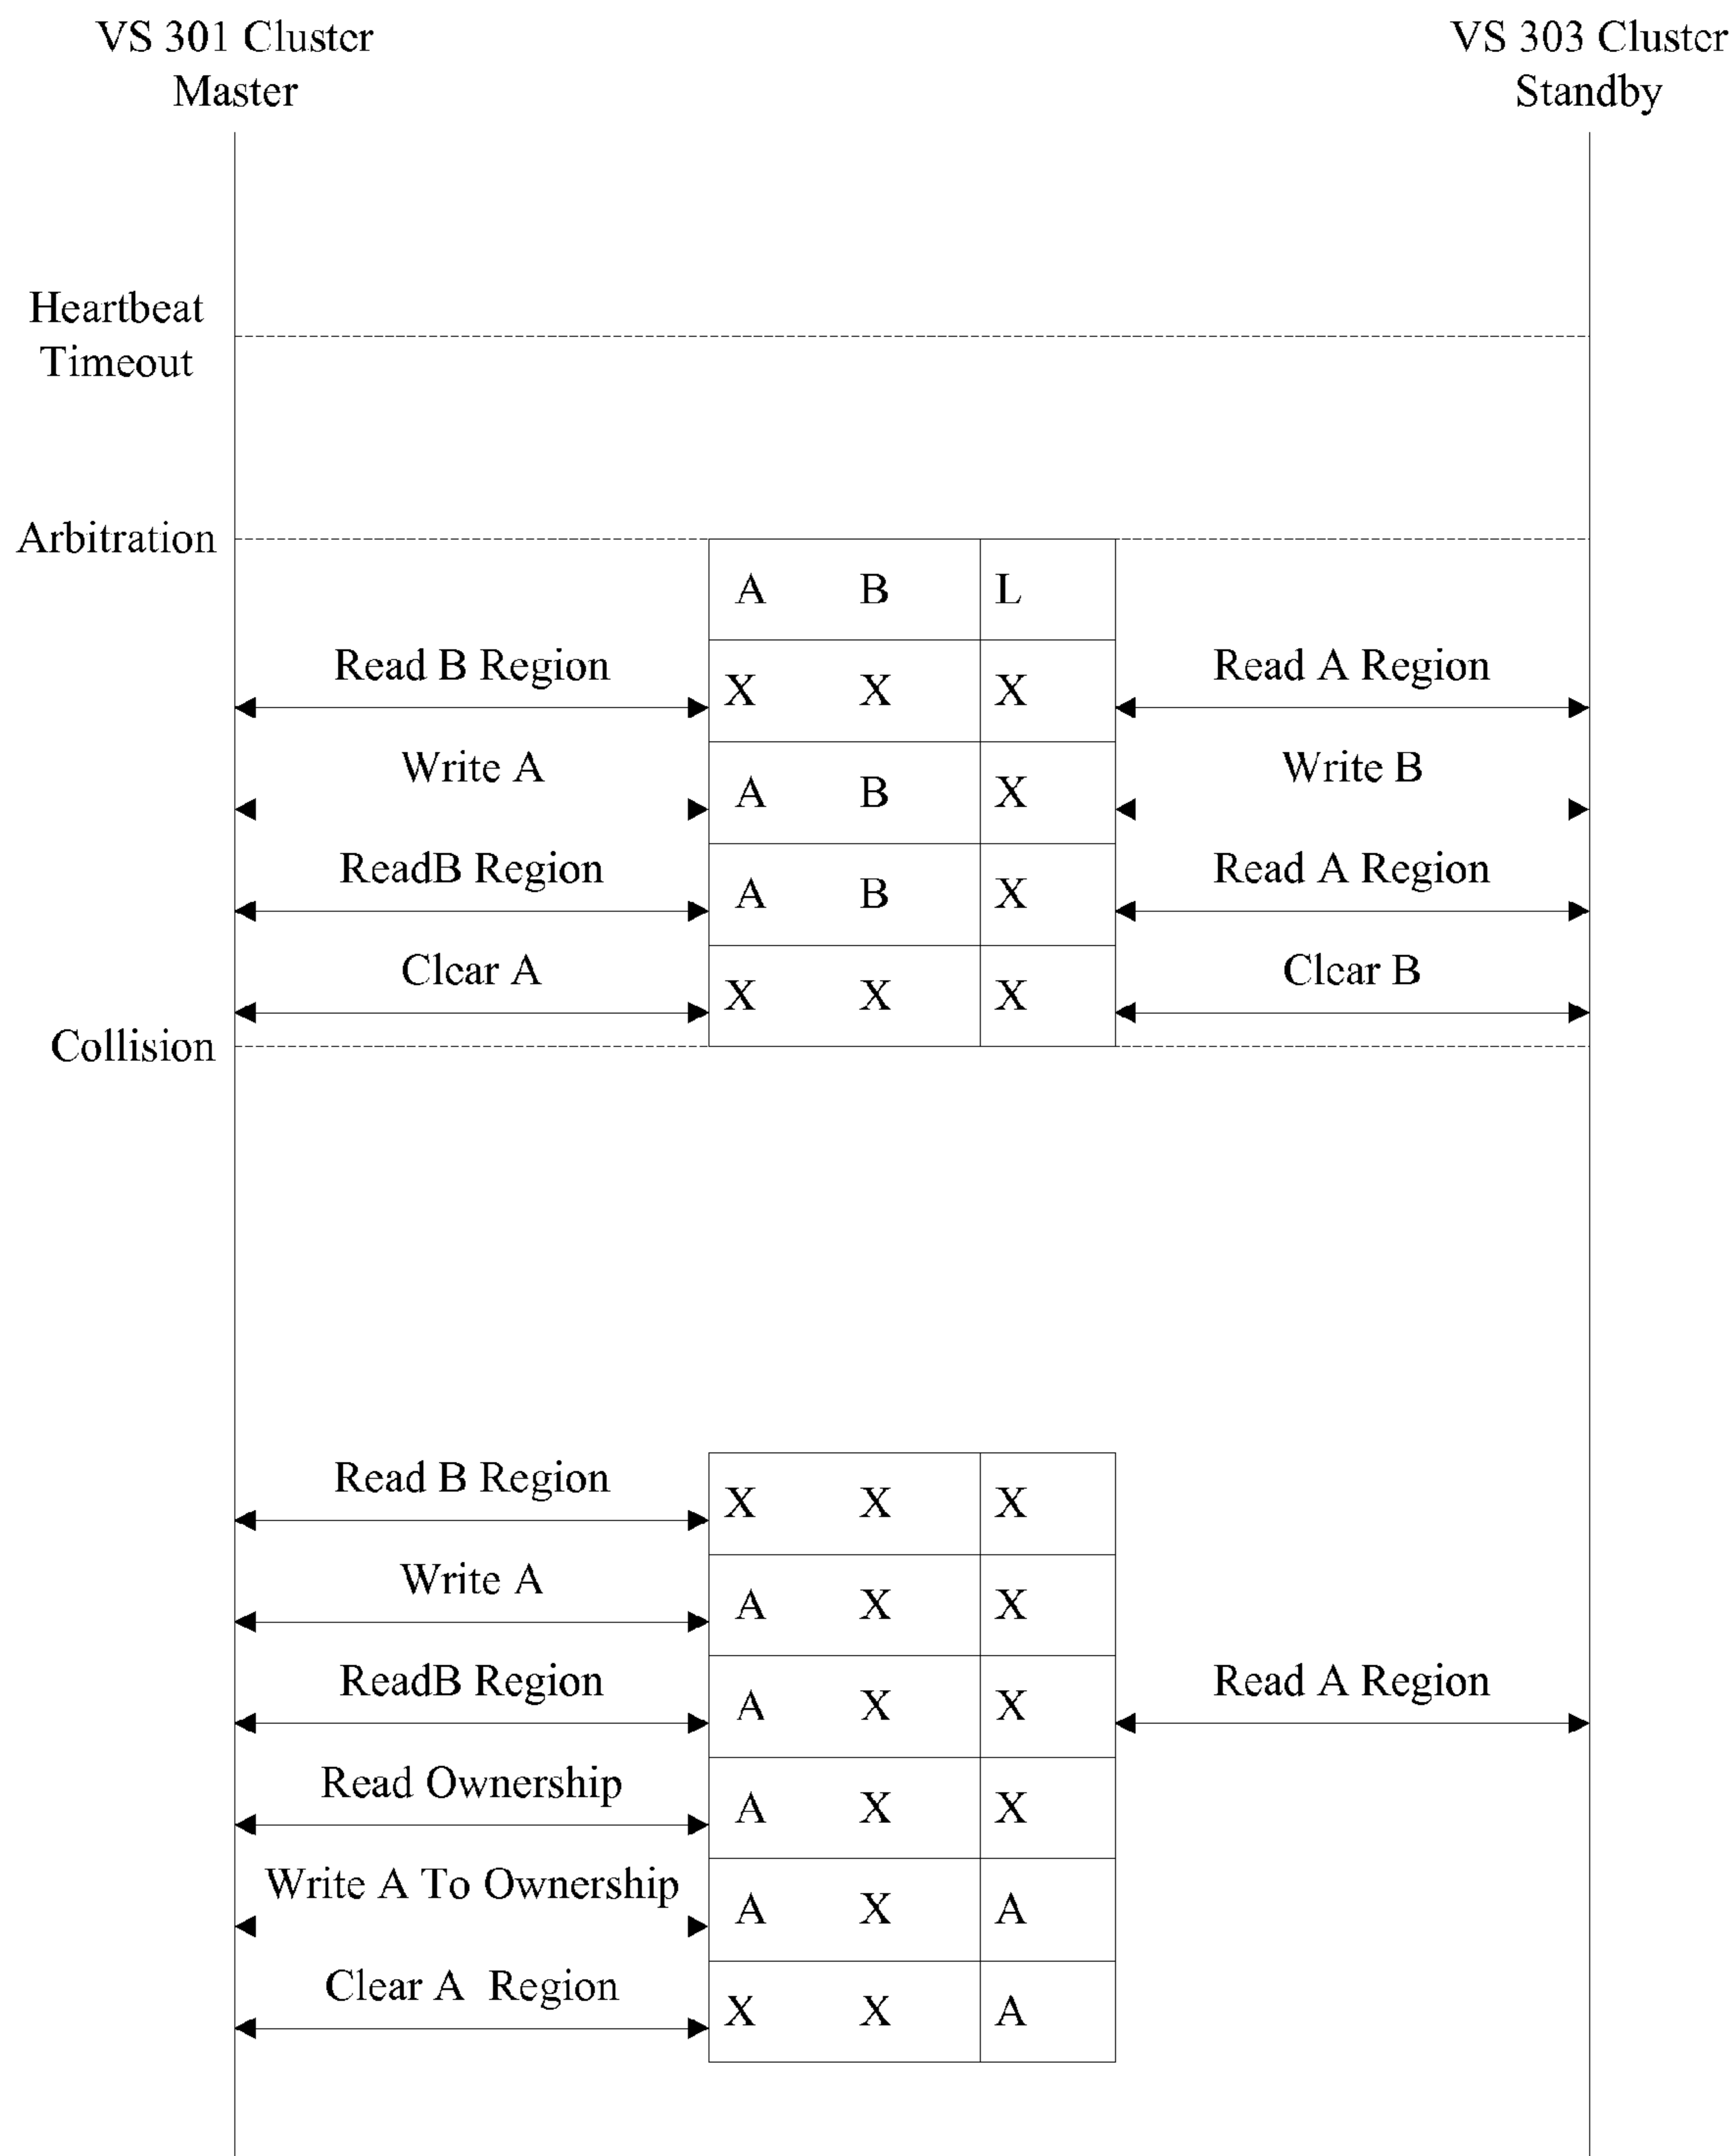 VS 301 Cluster
Master
VS 303 Cluster
Standby
Heartbeat
Timeout
Arbitration
A B L
Read B Region
X X X
Read A Region
Write A
A B X
Write B
ReadB Region
A B X
Read A Region
Clear A
X X X
Clear B
Collision
Read B Region
X X X
Write A
A X X
ReadB Region
A X X
Read A Region
Read Ownership
A X X
Write A To Ownership
A X A
Clear A Region
X X A